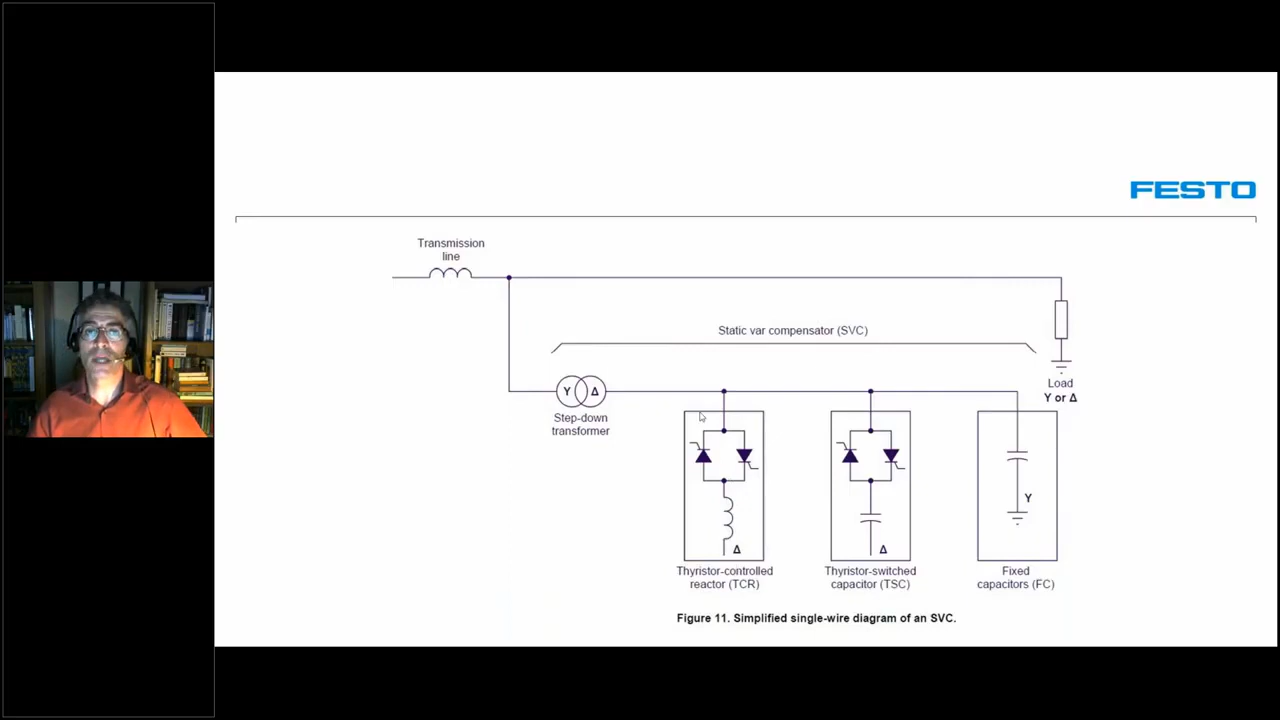 FESTO
Transmission
line
Static var compensator (SVC)
Load
Y or Δ
Y Δ
Step-down
transformer
Δ
Δ
Y
Thyristor-controlled
reactor (TCR)
Thyristor-switched
capacitor (TSC)
Fixed
capacitors (FC)
Figure 11. Simplified single-wire diagram of an SVC.